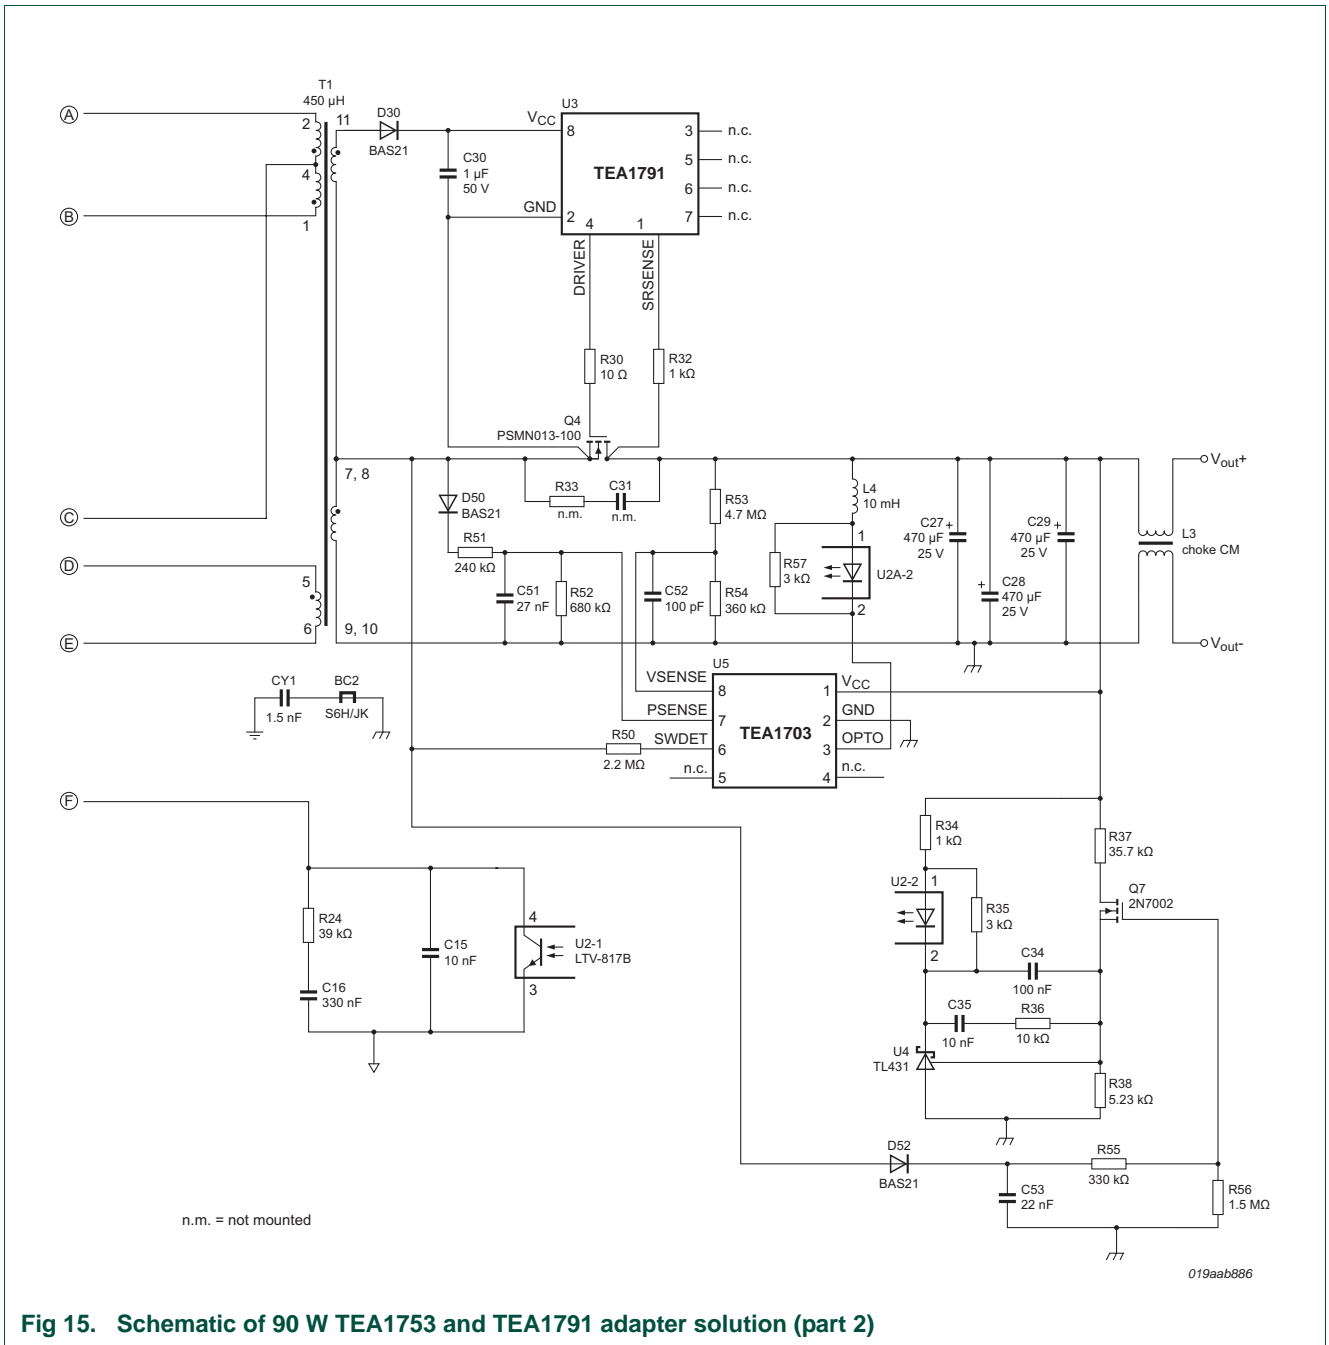 T1
450 µH
A
B
C
D
E
F
2
4
1
5
6
11
7, 8
9, 10
D30
BAS21
C30
1 µF
50 V
U3
TEA1791
VCC
8
GND
2
4
1
3
5
6
7
n.c.
n.c.
n.c.
n.c.
DRIVER
SRSENSE
R30
10 Ω
R32
1 kΩ
Q4
PSMN013-100
R33
n.m.
C31
n.m.
D50
BAS21
R51
240 kΩ
C51
27 nF
R52
680 kΩ
R53
4.7 MΩ
C52
100 pF
R54
360 kΩ
L4
10 mH
R57
3 kΩ
1
U2A-2
2
C27
470 µF
25 V
+
C28
470 µF
25 V
+
C29
470 µF
25 V
+
L3
choke CM
Vout+
Vout-
CY1
1.5 nF
BC2
S6H/JK
U5
TEA1703
VSENSE
8
PSENSE
7
SWDET
6
n.c.
5
1
VCC
2
GND
3
OPTO
4
n.c.
R50
2.2 MΩ
R24
39 kΩ
C16
330 nF
C15
10 nF
4
U2-1
LTV-817B
3
R34
1 kΩ
R37
35.7 kΩ
U2-2
1
2
R35
3 kΩ
Q7
2N7002
C34
100 nF
C35
10 nF
R36
10 kΩ
U4
TL431
R38
5.23 kΩ
D52
BAS21
C53
22 nF
R55
330 kΩ
R56
1.5 MΩ
n.m. = not mounted
019aab886
Fig 15. Schematic of 90 W TEA1753 and TEA1791 adapter solution (part 2)